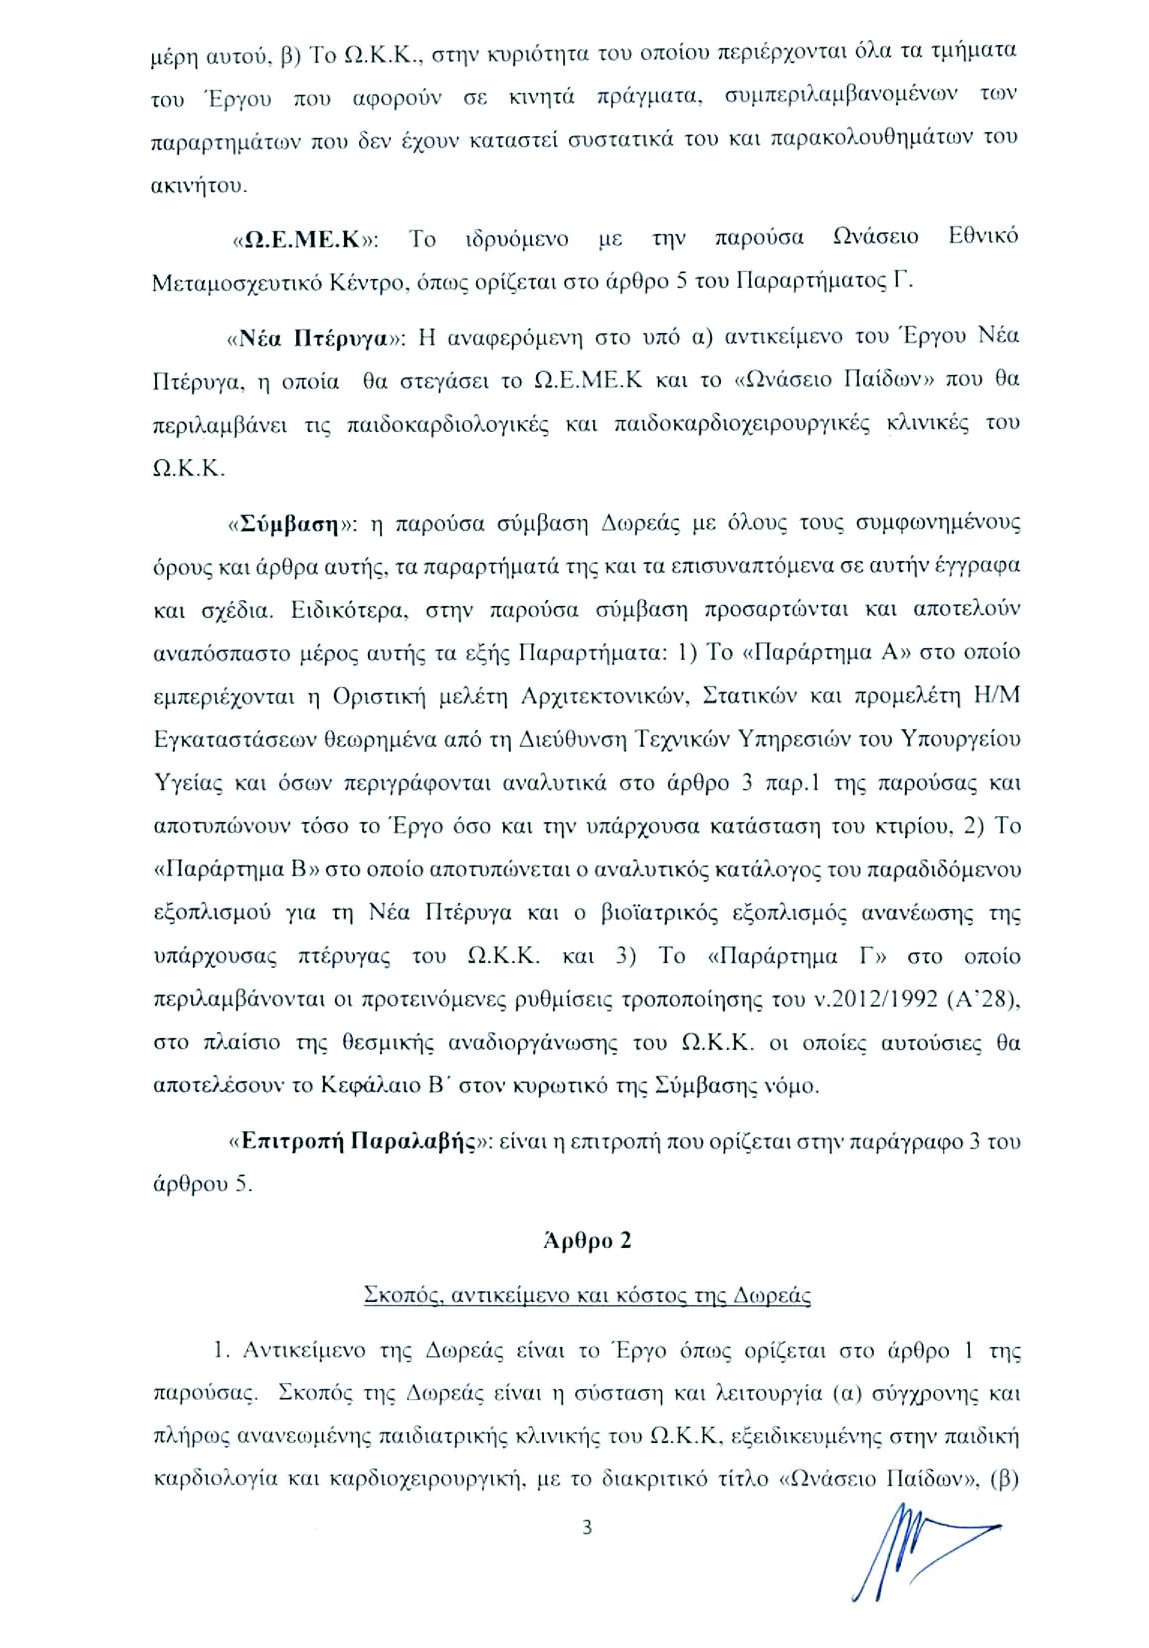 μέρη αυτού, β) Το Ω.Κ.Κ., στην κυριότητα του οποίου περιέρχονται όλα τα τμήματα
του Έργου που αφορούν σε κινητά πράγματα, συμπεριλαμβανομένων των
παραρτημάτων που δεν έχουν καταστεί συστατικά του και παρακολουθημάτων του
ακινήτου.
«Ω.Ε.ΜΕ.Κ»: Το ιδρυόμενο με την παρούσα Ωνάσειο Εθνικό
Μεταμοσχευτικό Κέντρο, όπως ορίζεται στο άρθρο 5 του Παραρτήματος Γ.
«Νέα Πτέρυγα»: Η αναφερόμενη στο υπό α) αντικείμενο του Έργου Νέα
Πτέρυγα, η οποία θα στεγάσει το Ω.Ε.ΜΕ.Κ και το «Ωνάσειο Παίδων» που θα
περιλαμβάνει τις παιδοκαρδιολογικές και παιδοκαρδιοχειρουργικές κλινικές του
Ω.Κ.Κ.
«Σύμβαση»: η παρούσα σύμβαση Δωρεάς με όλους τους συμφωνημένους
όρους και άρθρα αυτής, τα παραρτήματά της και τα επισυναπτόμενα σε αυτήν έγγραφα
και σχέδια. Ειδικότερα, στην παρούσα σύμβαση προσαρτώνται και αποτελούν
αναπόσπαστο μέρος αυτής τα εξής Παραρτήματα: 1) Το «Παράρτημα Α» στο οποίο
εμπεριέχονται η Οριστική μελέτη Αρχιτεκτονικών, Στατικών και προμελέτη Η/Μ
Εγκαταστάσεων θεωρημένα από τη Διεύθυνση Τεχνικών Υπηρεσιών του Υπουργείου
Υγείας και όσων περιγράφονται αναλυτικά στο άρθρο 3 παρ.1 της παρούσας και
αποτυπώνουν τόσο το Έργο όσο και την υπάρχουσα κατάσταση του κτιρίου, 2) Το
«Παράρτημα Β» στο οποίο αποτυπώνεται ο αναλυτικός κατάλογος του παραδιδόμενου
εξοπλισμού για τη Νέα Πτέρυγα και ο βιοϊατρικός εξοπλισμός ανανέωσης της
υπάρχουσας πτέρυγας του Ω.Κ.Κ. και 3) Το «Παράρτημα Γ» στο οποίο
περιλαμβάνονται οι προτεινόμενες ρυθμίσεις τροποποίησης του ν.2012/1992 (Α’28),
στο πλαίσιο της θεσμικής αναδιοργάνωσης του Ω.Κ.Κ. οι οποίες αυτούσιες θα
αποτελέσουν το Κεφάλαιο Β΄ στον κυρωτικό της Σύμβασης νόμο.
«Επιτροπή Παραλαβής»: είναι η επιτροπή που ορίζεται στην παράγραφο 3 του
άρθρου 5.
Άρθρο 2
Σκοπός, αντικείμενο και κόστος της Δωρεάς
1. Αντικείμενο της Δωρεάς είναι το Έργο όπως ορίζεται στο άρθρο 1 της
παρούσας. Σκοπός της Δωρεάς είναι η σύσταση και λειτουργία (α) σύγχρονης και
πλήρως ανανεωμένης παιδιατρικής κλινικής του Ω.Κ.Κ, εξειδικευμένης στην παιδική
καρδιολογία και καρδιοχειρουργική, με το διακριτικό τίτλο «Ωνάσειο Παίδων», (β)
3